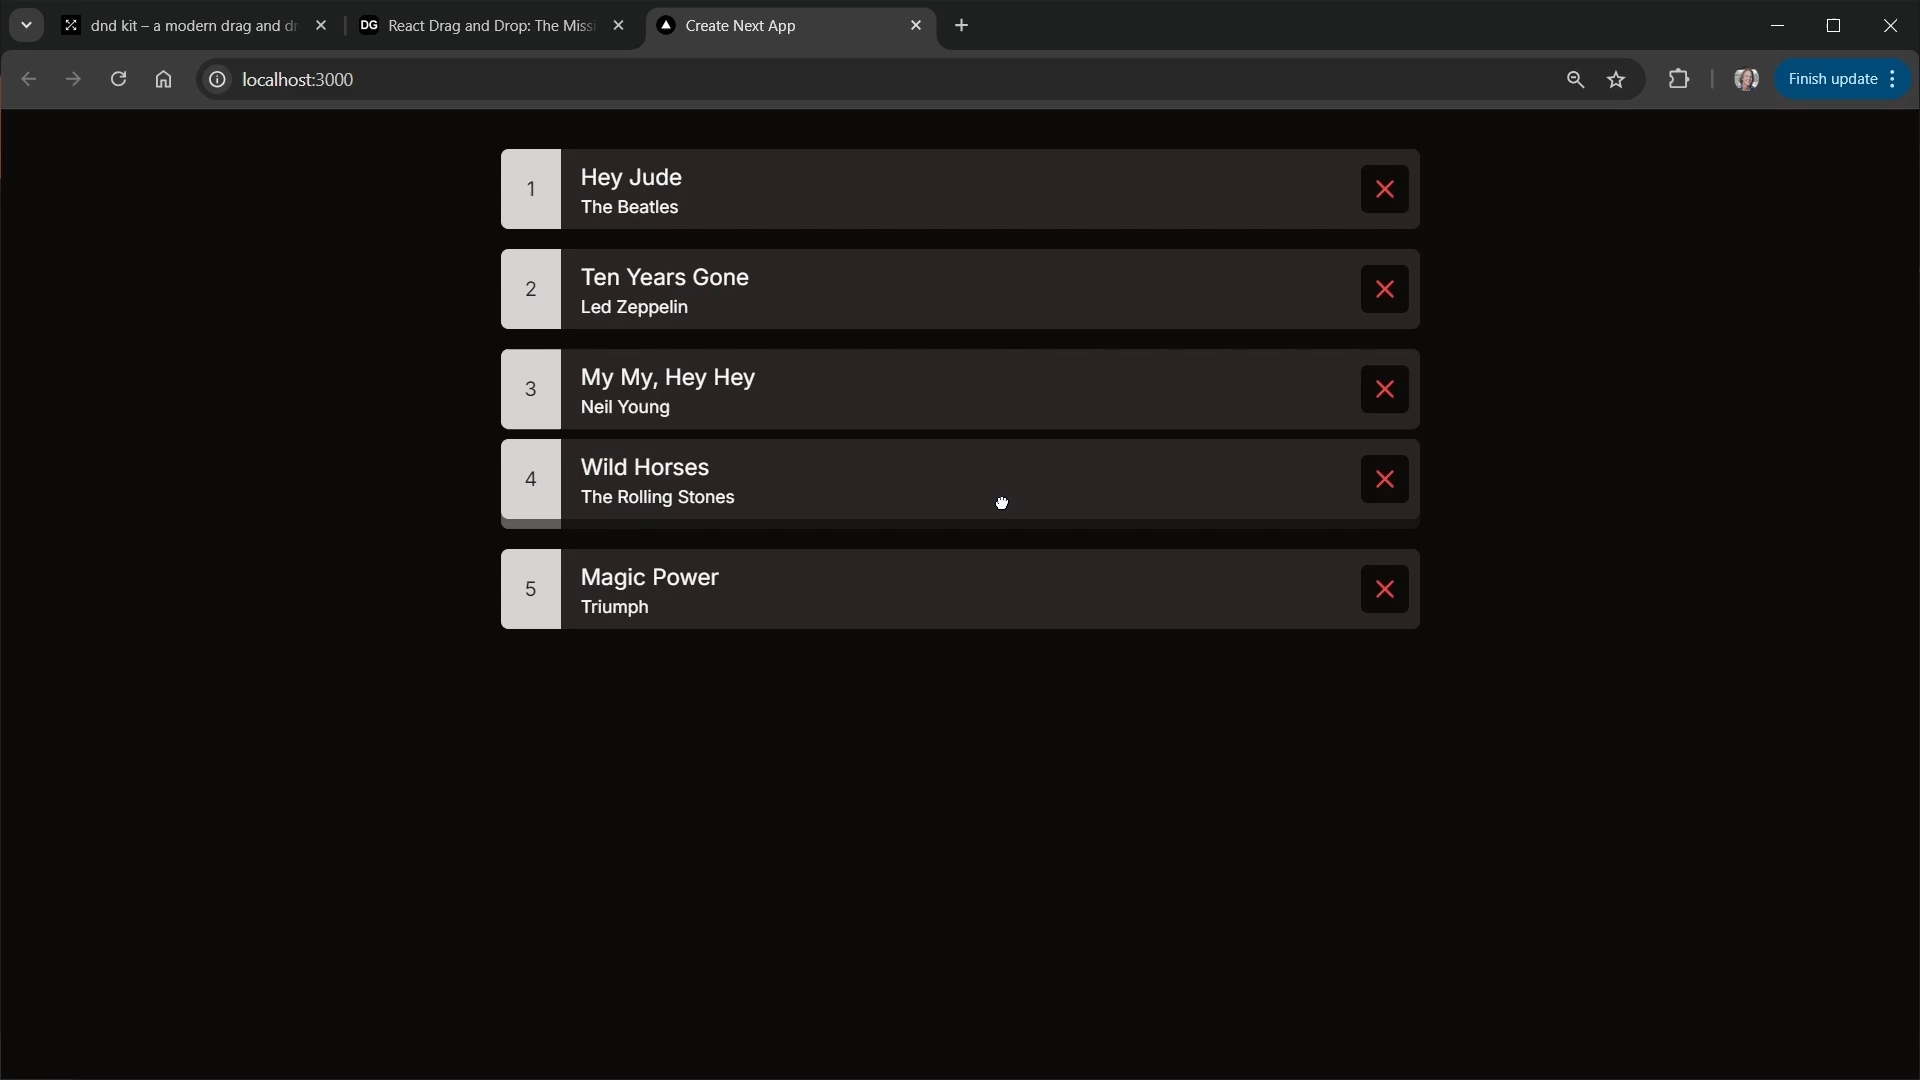 dnd kit – a modern drag and dr
DG React Drag and Drop: The Missi
Create Next App
localhost:3000
Finish update
1
Hey Jude
The Beatles
2
Ten Years Gone
Led Zeppelin
3
My My, Hey Hey
Neil Young
4
Wild Horses
The Rolling Stones
5
Magic Power
Triumph